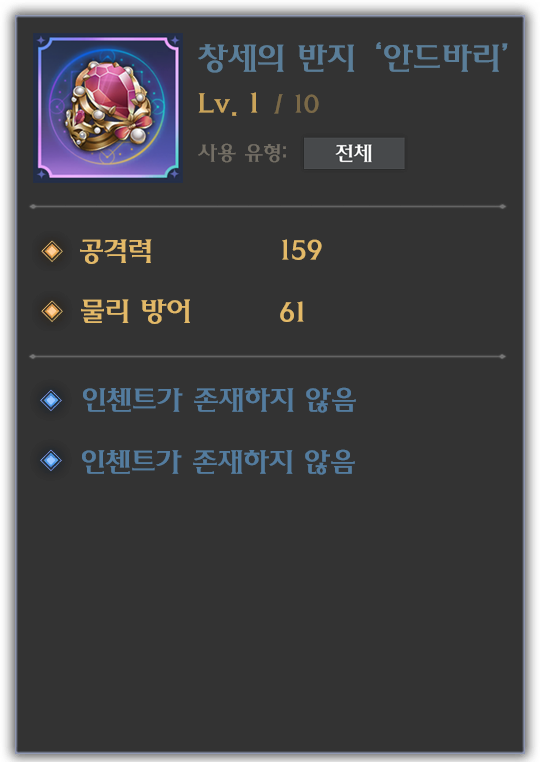 창세의 반지 ‘안드바리’
Lv. 1 / 10
사용 유형: 전체
공격력 159
물리 방어 61
인첸트가 존재하지 않음
인첸트가 존재하지 않음